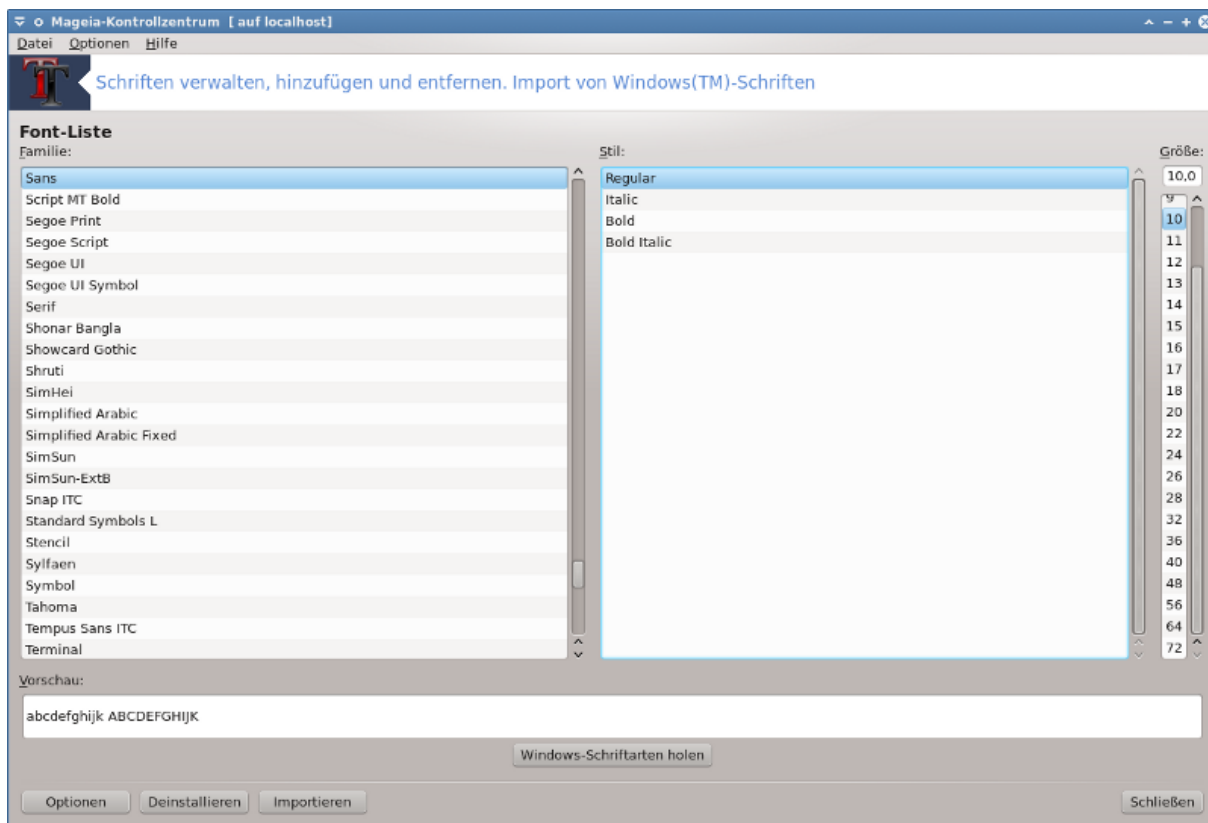 Mageia-Kontrollzentrum [ auf localhost]
Datei Optionen Hilfe
Schriften verwalten, hinzufügen und entfernen. Import von Windows(TM)-Schriften
Font-Liste
Familie:
Sans
Script MT Bold
Segoe Print
Segoe Script
Segoe UI
Segoe UI Symbol
Serif
Shonar Bangla
Showcard Gothic
Shruti
SimHei
Simplified Arabic
Simplified Arabic Fixed
SimSun
SimSun-ExtB
Snap ITC
Standard Symbols L
Stencil
Sylfaen
Symbol
Tahoma
Tempus Sans ITC
Terminal
Stil:
Regular
Italic
Bold
Bold Italic
Größe:
10,0
9
10
11
12
13
14
15
16
17
18
20
22
24
26
28
32
36
40
48
56
64
72
Vorschau:
abcdefghijk ABCDEFGHIJK
Windows-Schriftarten holen
Optionen Deinstallieren Importieren Schließen